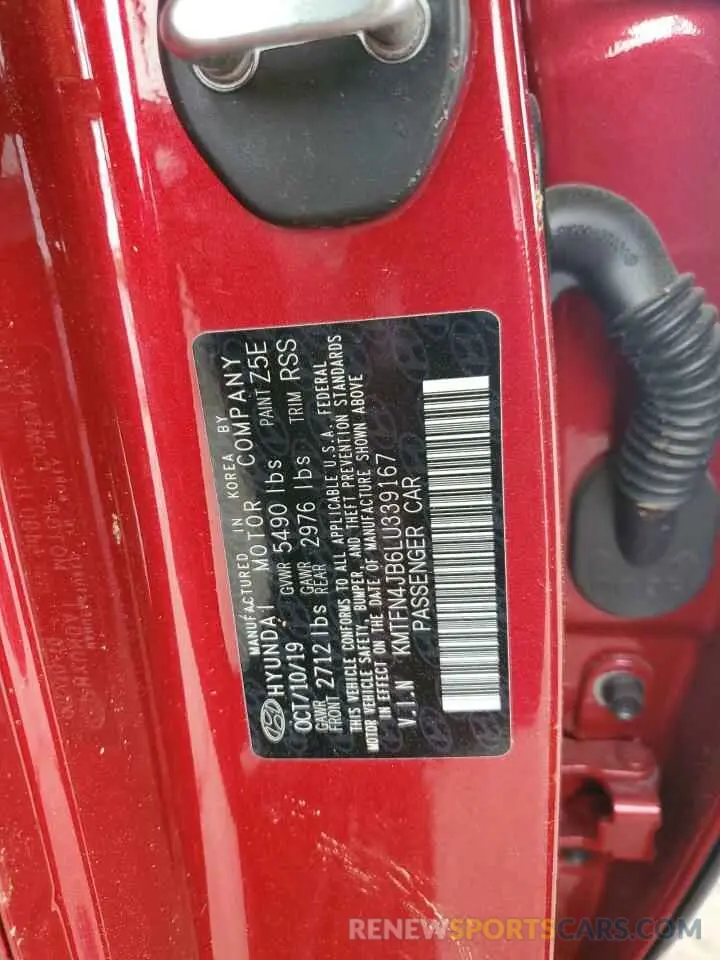 MANUFACTURED IN KOREA BY
HYUNDAI MOTOR COMPANY
OCT/10/19 GVWR 5490 lbs PAINT Z5E
GAWR FRONT 2712 lbs GAWR REAR 2976 lbs TRIM RSS
THIS VEHICLE CONFORMS TO ALL APPLICABLE U.S.A. FEDERAL
MOTOR VEHICLE SAFETY, BUMPER, AND THEFT PREVENTION STANDARDS
IN EFFECT ON THE DATE OF MANUFACTURE SHOWN ABOVE
V.I.N KMTFN4JB6LU339167
PASSENGER CAR
RENEWSPORTSCARS.COM